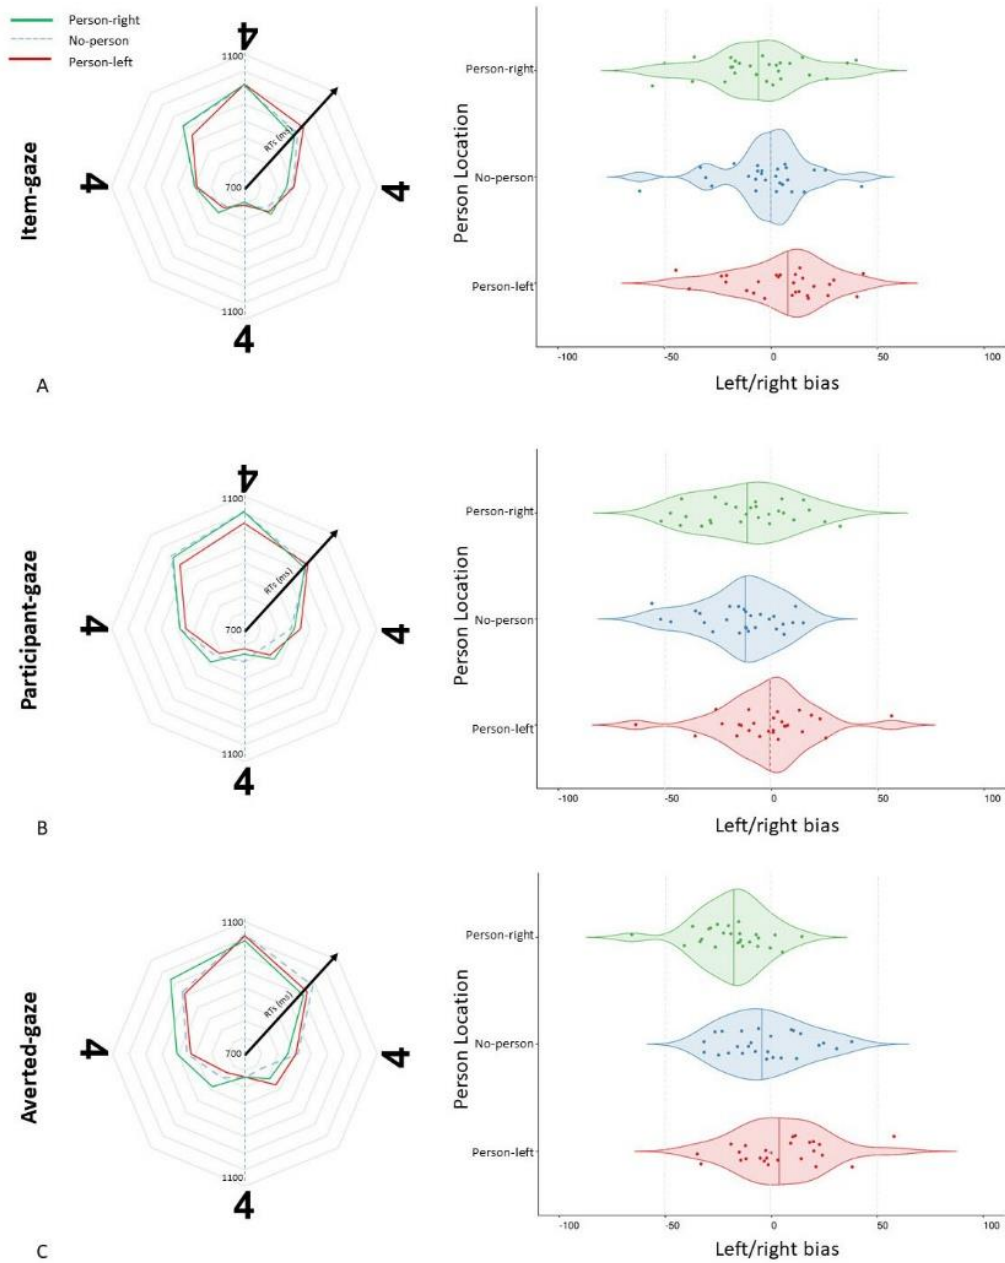 Person-right
No-person
Person-left
4
1100
RTs (ms)
700
4
4
1100
4
Item-gaze
A
Person-right
No-person
Person-left
Person Location
-100 -50 0 50 100
Left/right bias
4
1100
RTs (ms)
700
4
4
1100
4
Participant-gaze
B
Person-right
No-person
Person-left
Person Location
-100 -50 0 50 100
Left/right bias
1100
RTs (ms)
700
4
4
1100
4
Averted-gaze
C
Person-right
No-person
Person-left
Person Location
-100 -50 0 50 100
Left/right bias